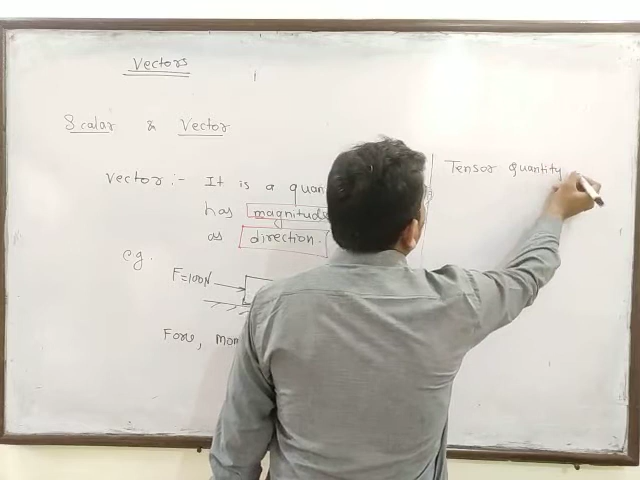 Vectors
Scalar & Vector
Vector :- It is a quan
has magnitude
as direction.
e.g.
F=100N
Force, mom
Tensor Quantity